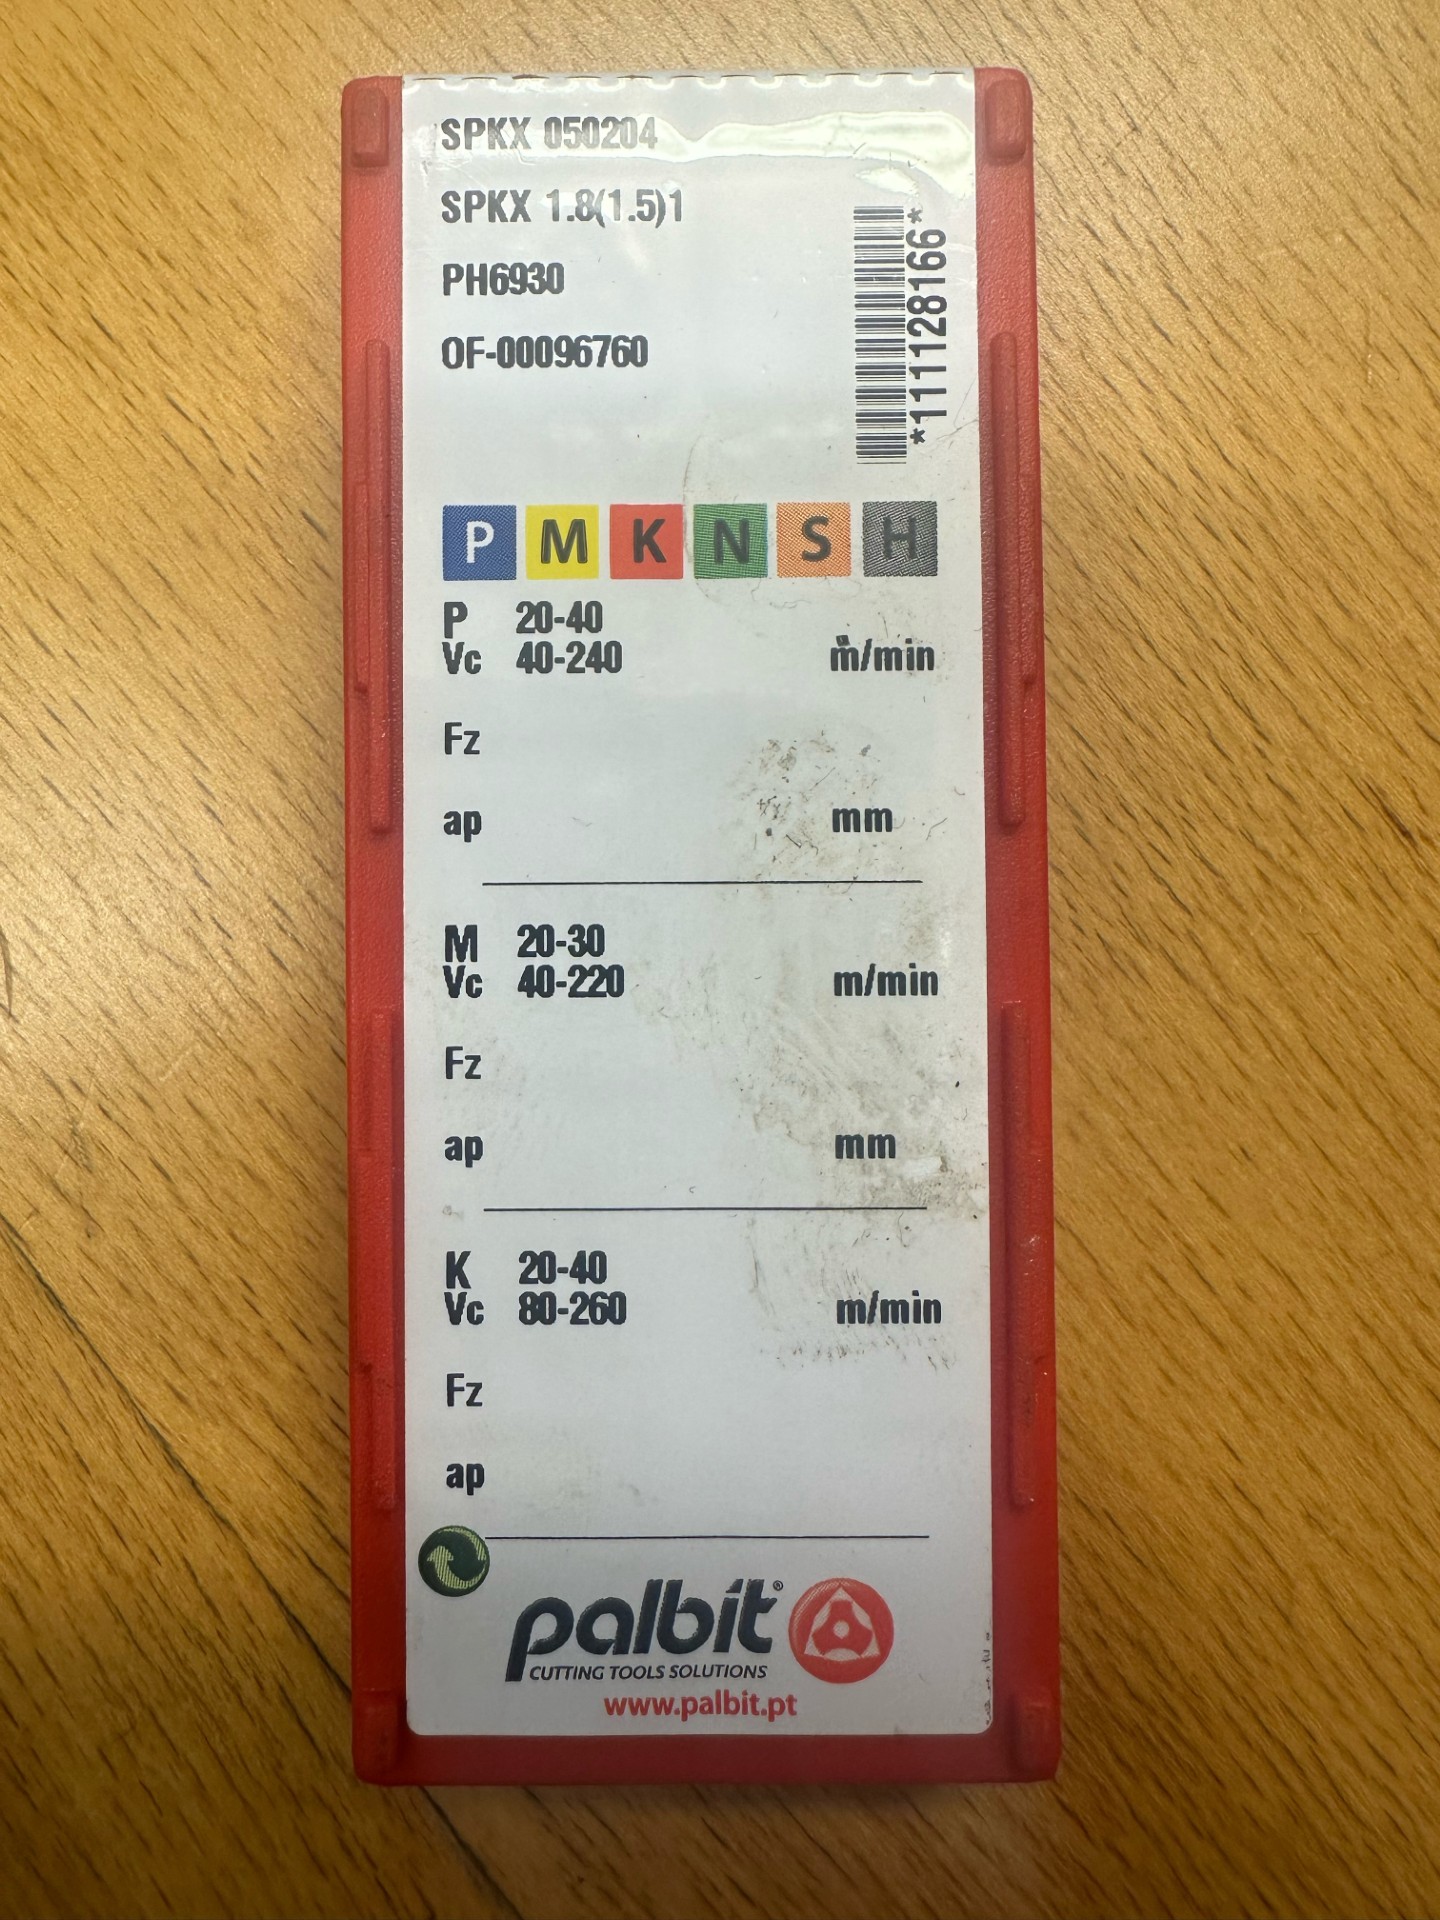 SPKX 050204
SPKX 1.8(1.5)1
PH6930
OF-00096760
*111128166*
P M K N S H
P 20-40
Vc 40-240 m/min
Fz
ap mm
M 20-30
Vc 40-220 m/min
Fz
ap mm
K 20-40
Vc 80-260 m/min
Fz
ap
palbit®
CUTTING TOOLS SOLUTIONS
www.palbit.pt